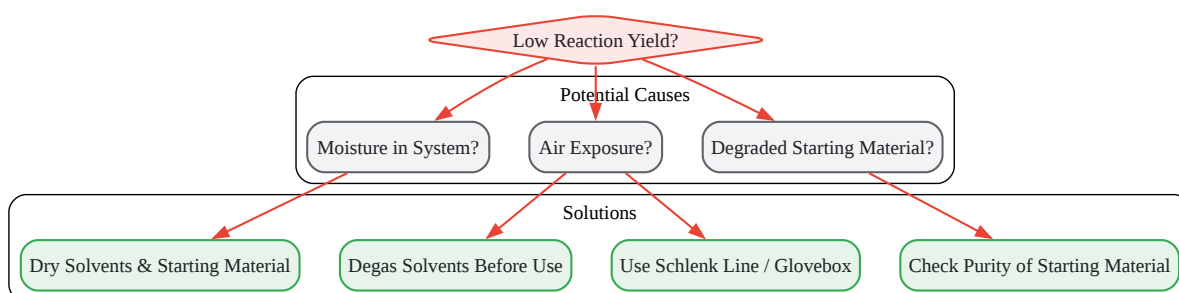 Low Reaction Yield?
Potential Causes
Moisture in System?
Air Exposure?
Degraded Starting Material?
Solutions
Dry Solvents & Starting Material
Degas Solvents Before Use
Use Schlenk Line / Glovebox
Check Purity of Starting Material